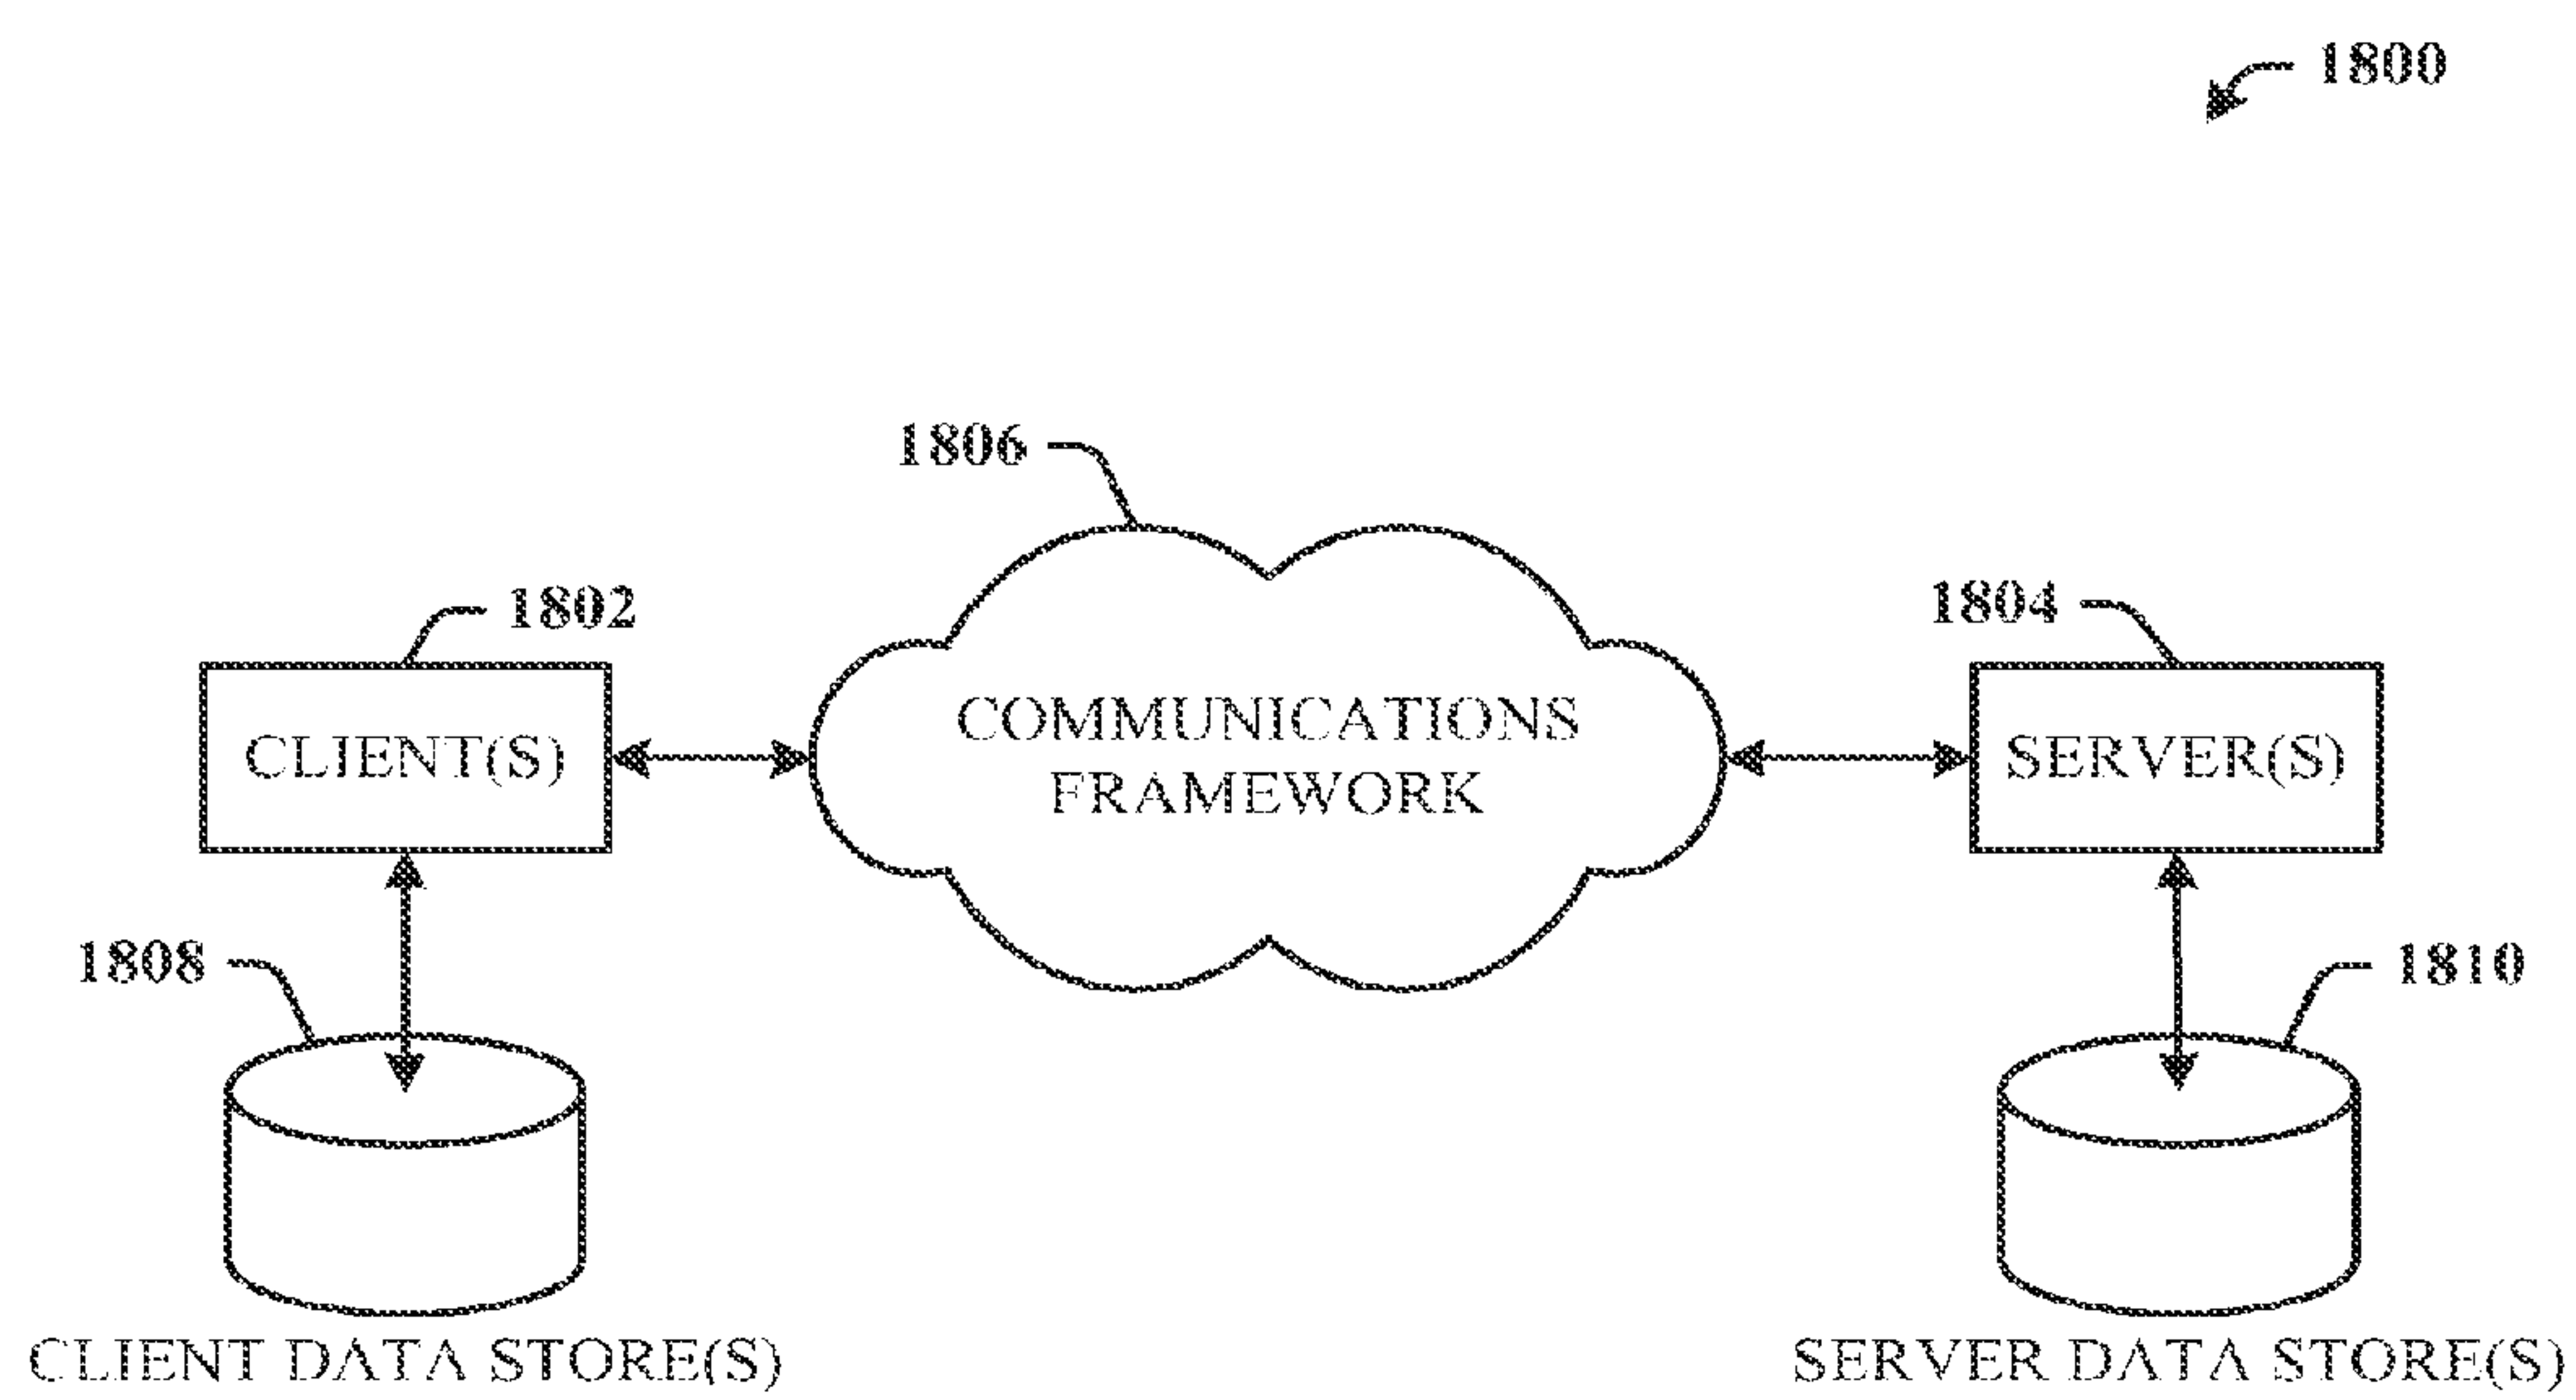 1800
1806
1802
1804
COMMUNICATIONS
FRAMEWORK
CLIENT(S)
SERVER(S)
1808
1810
CLIENT DATA STORE(S)
SERVER DATA STORE(S)